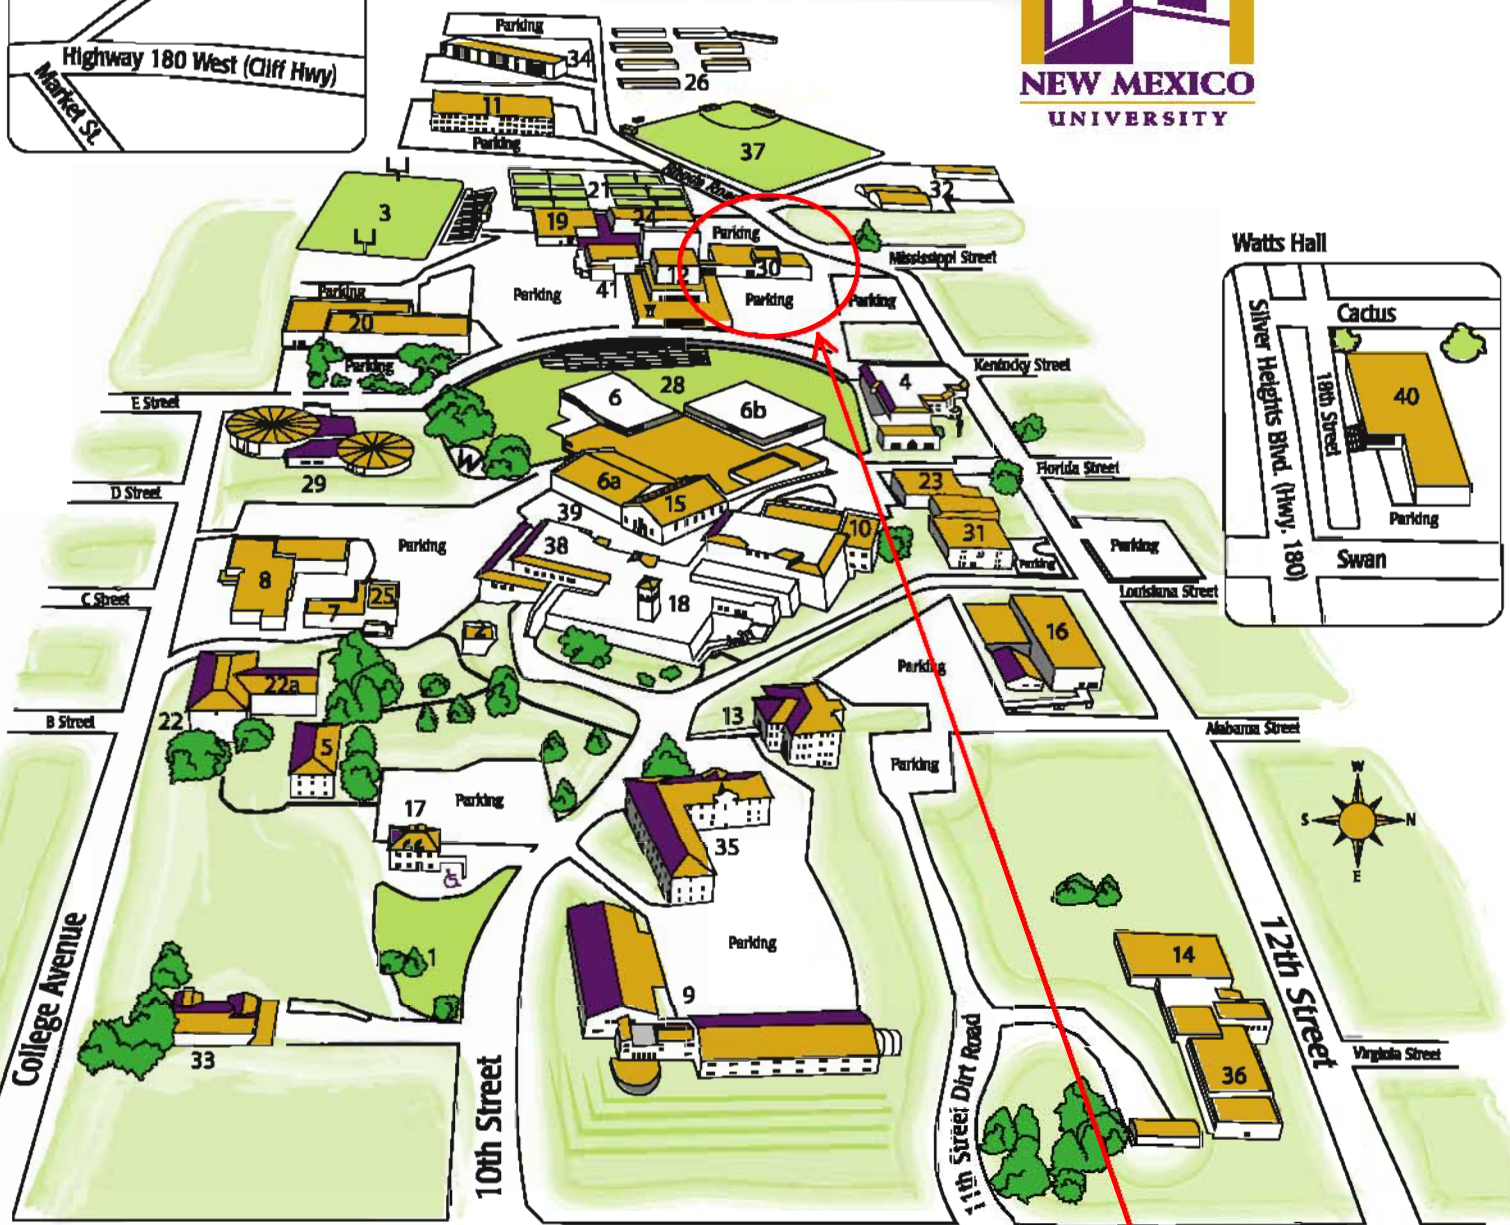 Highway 180 West (Cliff Hwy)
Market St.
NEW MEXICO
UNIVERSITY
Parking
34
26
11
Parking
37
Rhoda Road
32
3
21
19
24
Parking
Mississippi Street
12
30
41
Parking
Parking
Parking
Parking
20
Parking
Kentucky Street
4
28
6
6b
E Street
W
29
Florida Street
23
6a
15
D Street
39
10
31
38
Parking
Parking
Parking
Louisiana Street
8
7
25
C Street
18
2
16
Parking
22a
22
B Street
13
Alabama Street
5
Parking
17
Parking
35
W
S
N
E
Parking
1
9
14
33
36
Virginia Street
College Avenue
10th Street
11th Street Dirt Road
12th Street
Watts Hall
Cactus
Silver Heights Blvd. (Hwy. 180)
18th Street
40
Parking
Swan